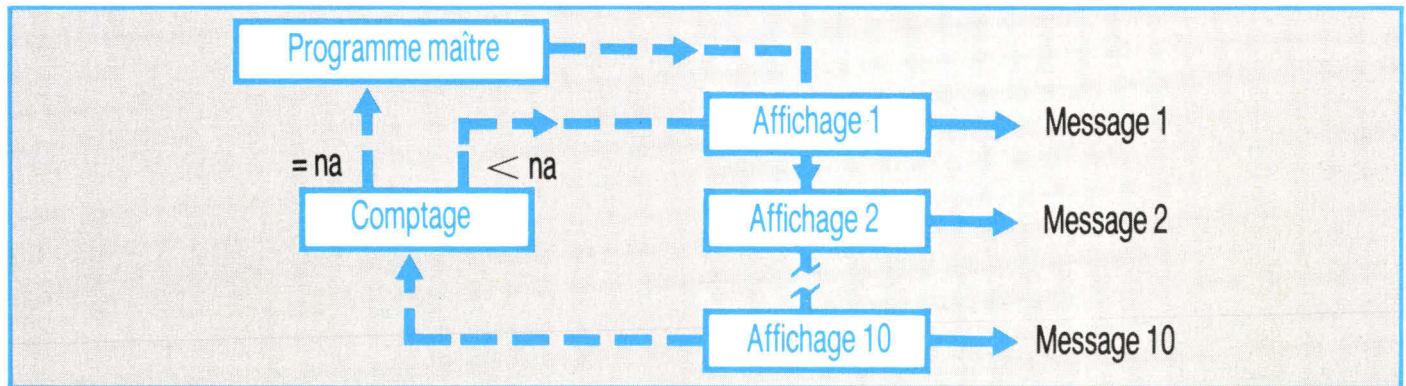 Programme maître
Affichage 1
Message 1
= na
< na
Comptage
Affichage 2
Message 2
Affichage 10
Message 10